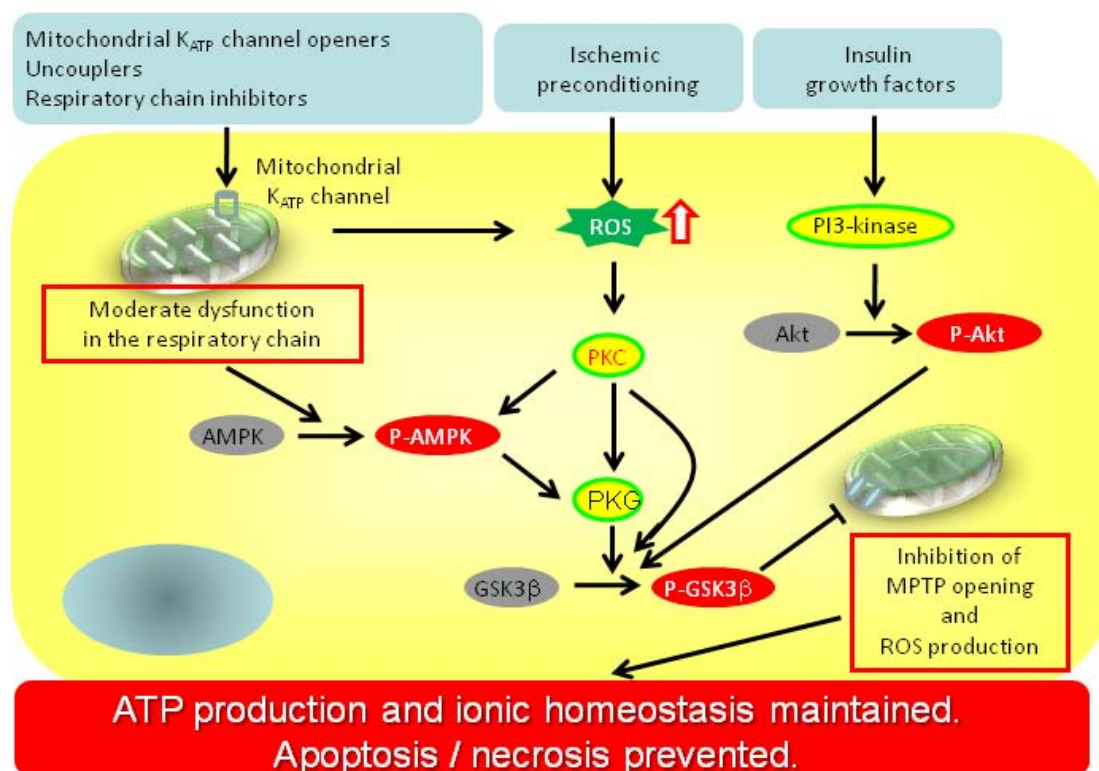 Mitochondrial KATP channel openers
Uncouplers
Respiratory chain inhibitors
Ischemic
preconditioning
Insulin
growth factors
Mitochondrial
KATP channel
ROS
PI3-kinase
Moderate dysfunction
in the respiratory chain
Akt
P-Akt
PKC
AMPK
P-AMPK
PKG
GSK3β
P-GSK3β
Inhibition of
MPTP opening
and
ROS production
ATP production and ionic homeostasis maintained.
Apoptosis / necrosis prevented.